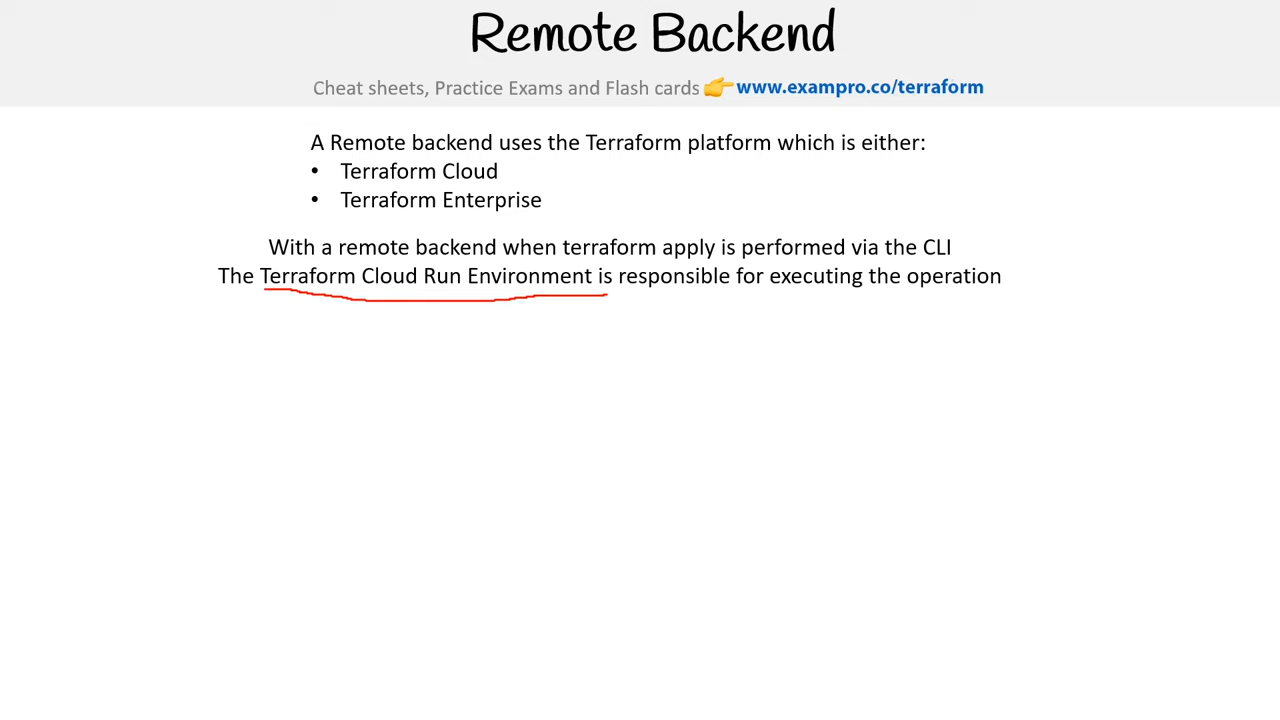 Remote Backend
Cheat sheets, Practice Exams and Flash cards 👉 www.exampro.co/terraform
A Remote backend uses the Terraform platform which is either:
• Terraform Cloud
• Terraform Enterprise
With a remote backend when terraform apply is performed via the CLI
The Terraform Cloud Run Environment is responsible for executing the operation